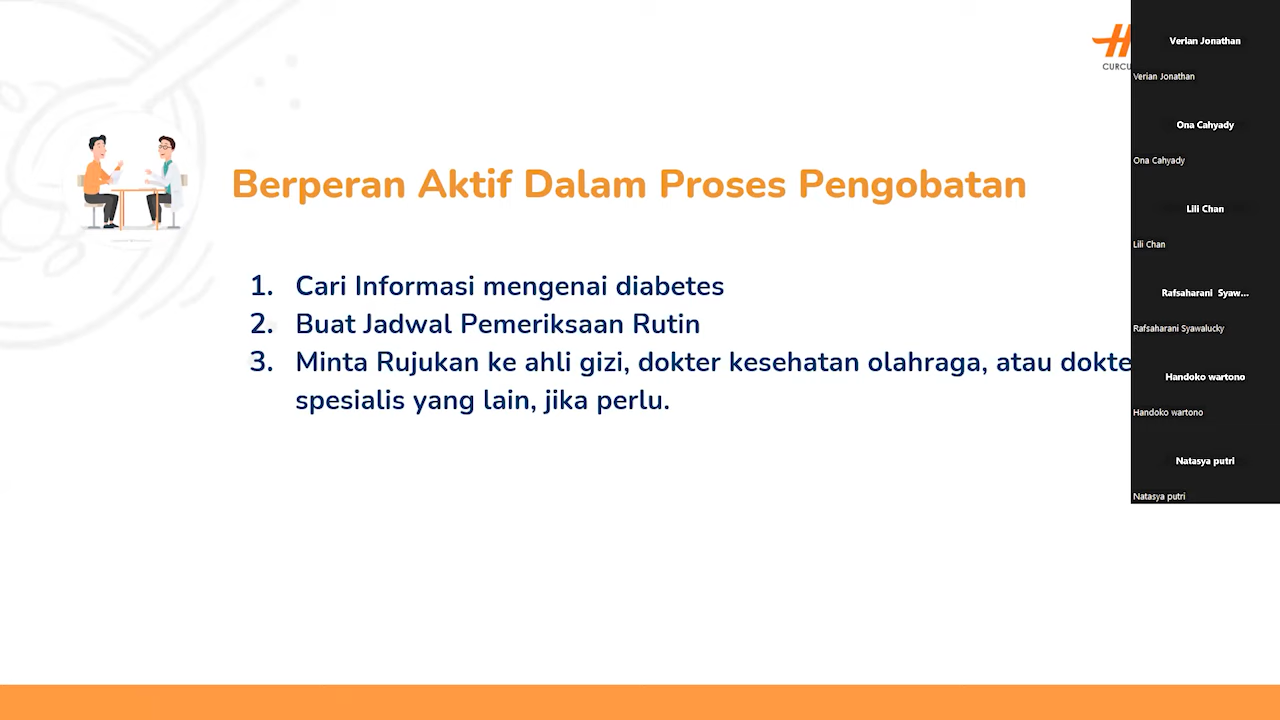 Berperan Aktif Dalam Proses Pengobatan
1. Cari Informasi mengenai diabetes
2. Buat Jadwal Pemeriksaan Rutin
3. Minta Rujukan ke ahli gizi, dokter kesehatan olahraga, atau dokte
spesialis yang lain, jika perlu.
H
CURCU
Verian Jonathan
Verian Jonathan
Ona Cahyady
Ona Cahyady
Lili Chan
Lili Chan
Rafsaharani Syaw...
Rafsaharani Syawalucky
Handoko wartono
Handoko wartono
Natasya putri
Natasya putri